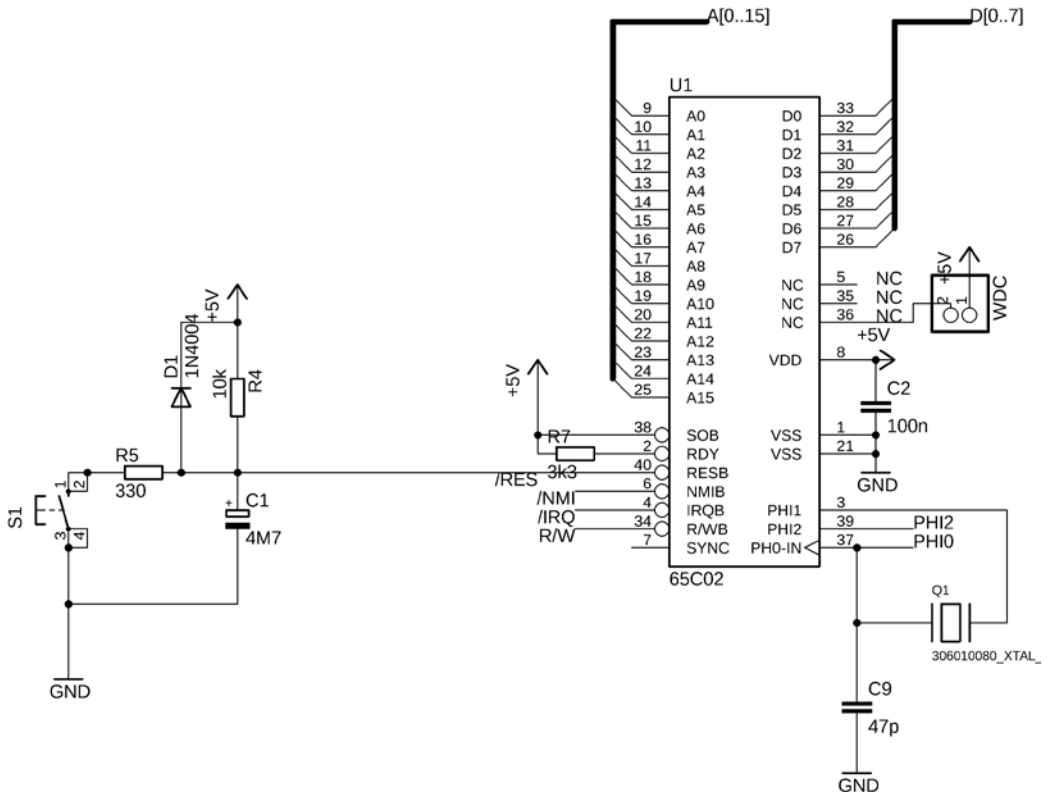 A[0..15]
D[0..7]
U1
9 A0 D0 33
10 A1 D1 32
11 A2 D2 31
12 A3 D3 30
13 A4 D4 29
14 A5 D5 28
15 A6 D6 27
16 A7 D7 26
17 A8
18 A9 NC 5 NC
19 A10 NC 35 NC
20 A11 NC 36 NC
22 A12
23 A13 VDD 8
24 A14
25 A15
+5V
2 1
WDC
+5V
C2
100n
38 SOB VSS 1
2 RDY VSS 21
40 RESB
6 NMIB PHI1 3
4 IRQB PHI2 39
34 R/WB PH0-IN 37
7 SYNC
65C02
GND
PHI2
PHI0
+5V
R7
3k3
/RES
/NMI
/IRQ
R/W
+5V
D1
1N4004
10k
R4
R5
330
C1
+
4M7
S1
1 2
3 4
GND
Q1
306010080_XTAL_
C9
47p
GND